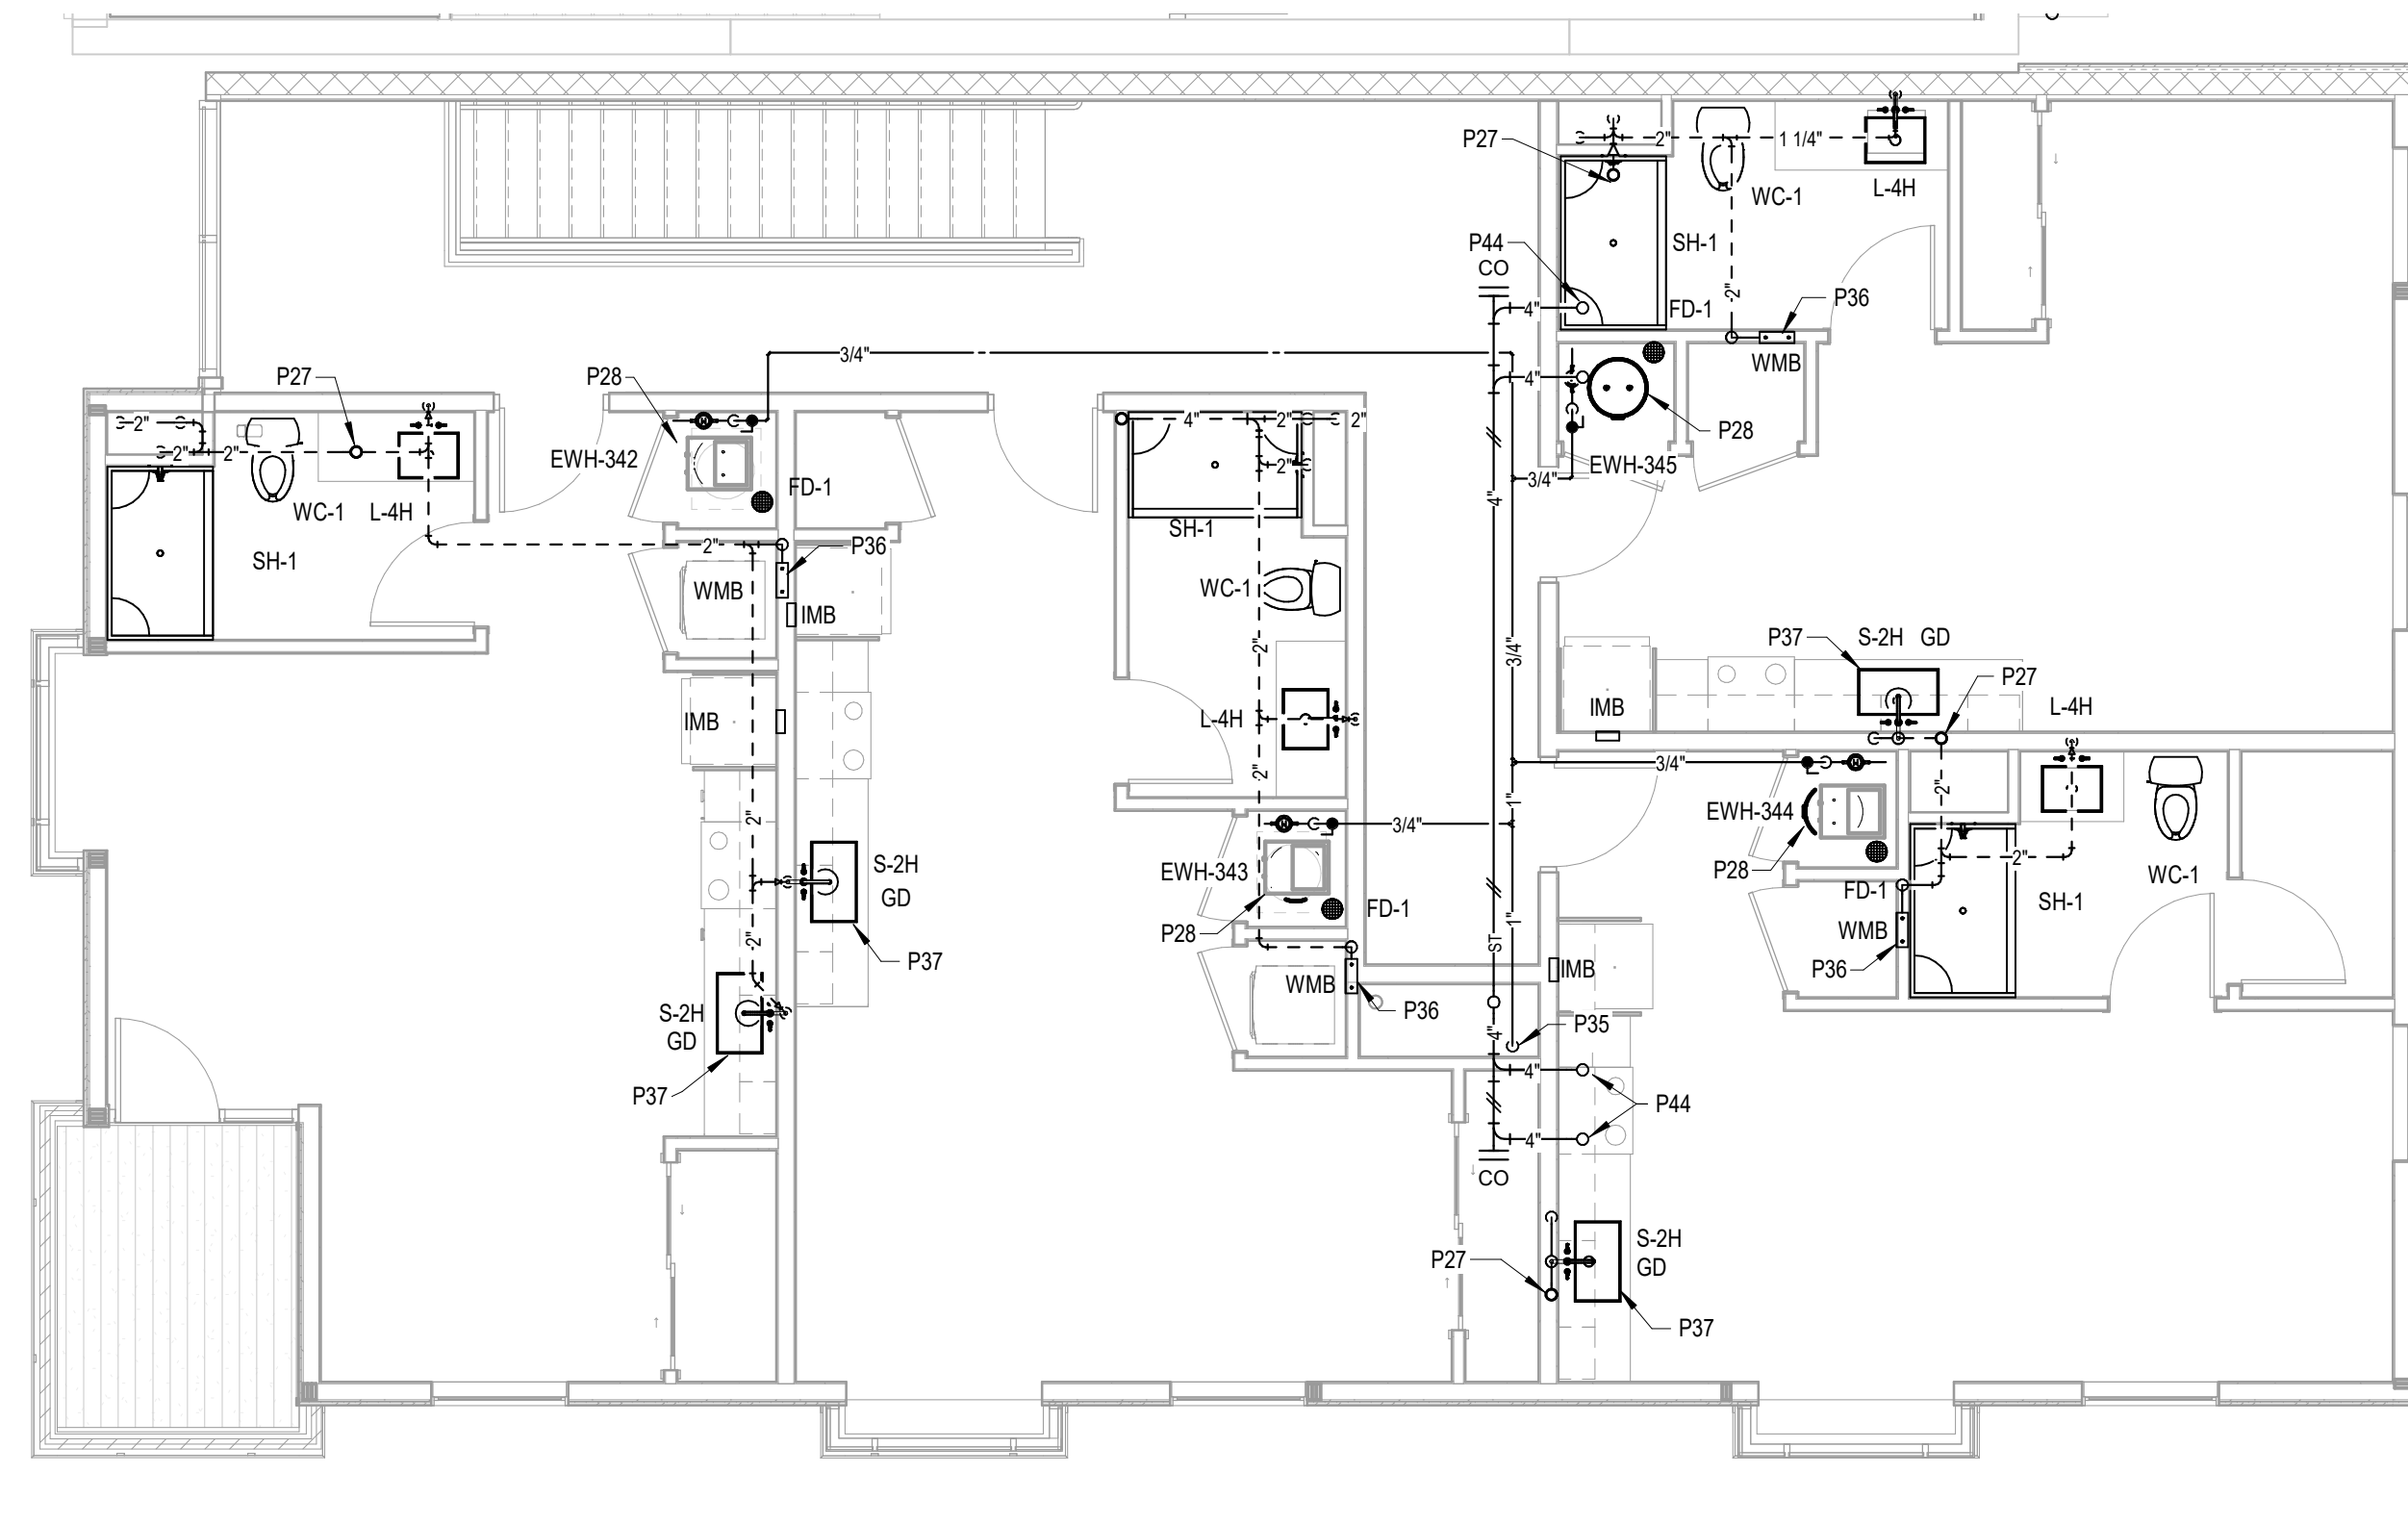 P27
2"
1 1/4"
WC-1
L-4H
P44
CO
SH-1
4"
FD-1
2"
P36
WMB
3/4"
P27
P28
4"
2"
2"
4"
2"
2"
2"
2"
P28
EWH-342
EWH-345
2"
3/4"
FD-1
4"
WC-1
L-4H
SH-1
2"
P36
SH-1
WMB
IMB
WC-1
2"
3/4"
P37
S-2H
GD
P27
IMB
L-4H
L-4H
IMB
3/4"
2"
1"
2"
EWH-344
2"
3/4"
S-2H
GD
EWH-343
P28
2"
WC-1
FD-1
SH-1
FD-1
1"
2"
P28
WMB
ST
P37
P36
IMB
WMB
P36
S-2H
GD
P35
4"
4"
P37
P44
4"
CO
S-2H
GD
P27
P37